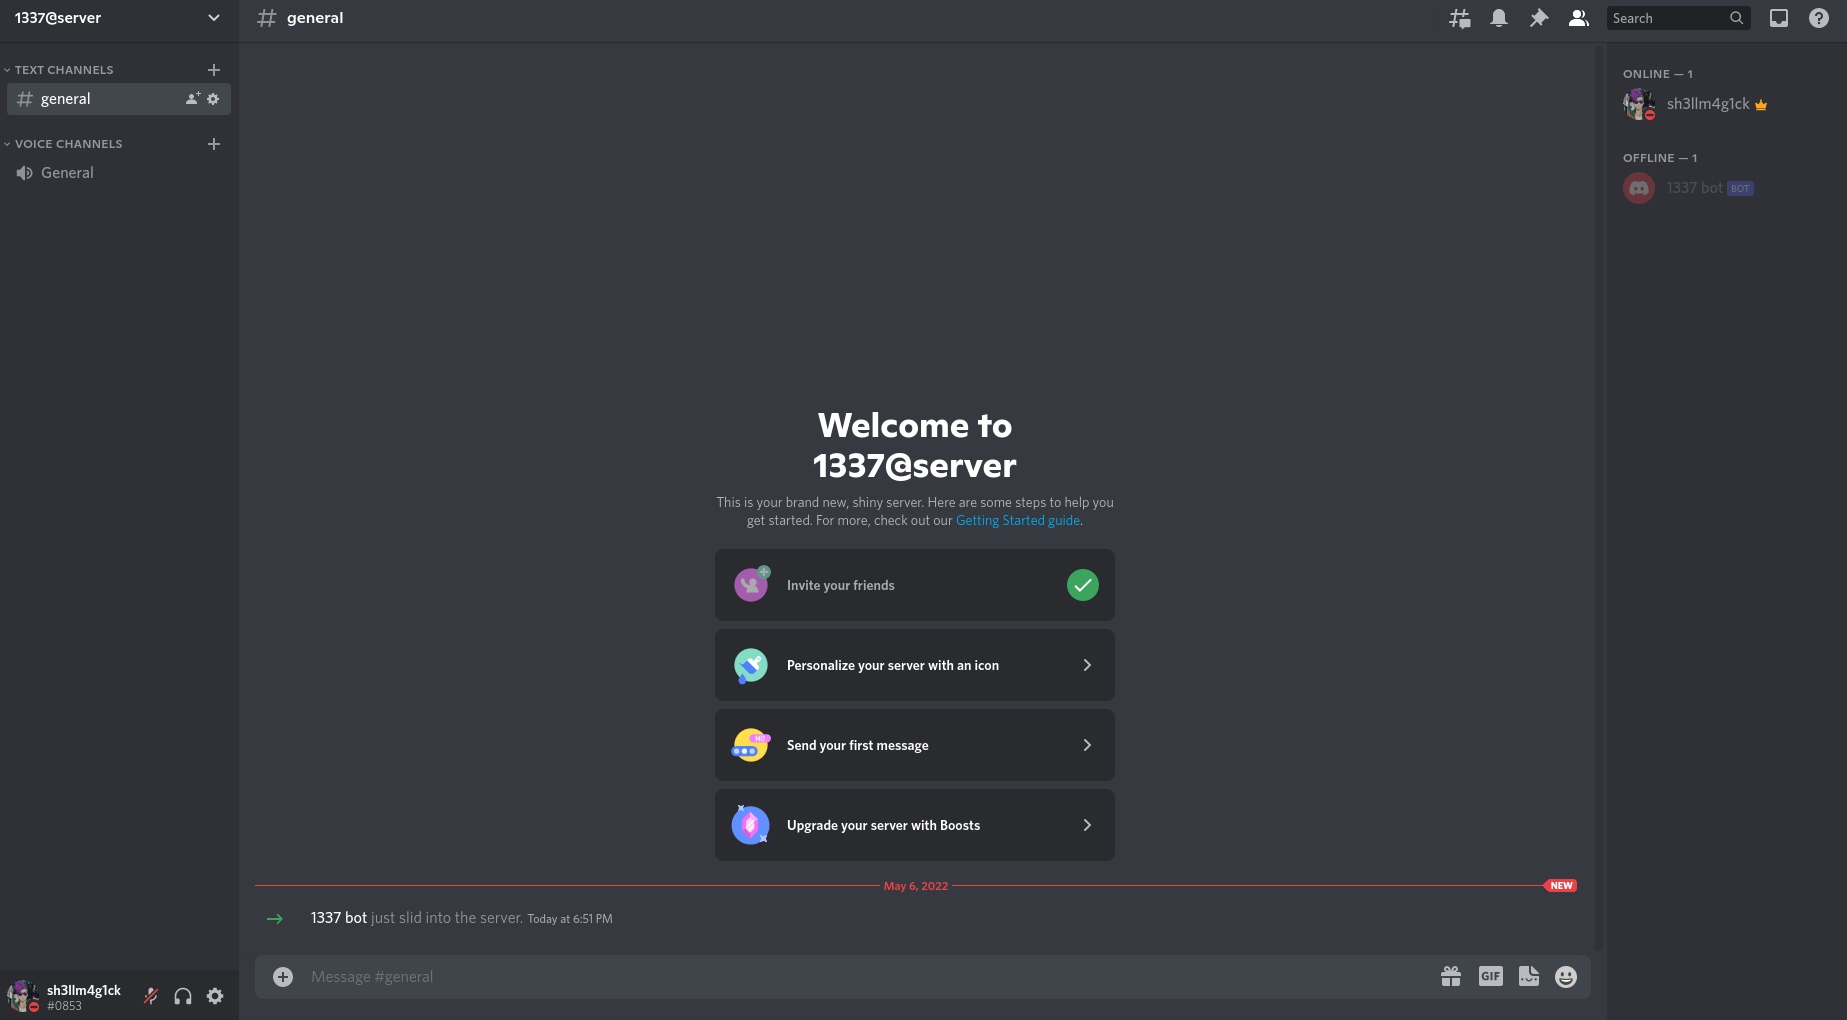 1337@server
TEXT CHANNELS
general
VOICE CHANNELS
General
sh3llm4g1ck
#0853
general
Search
Welcome to
1337@server
This is your brand new, shiny server. Here are some steps to help you
get started. For more, check out our Getting Started guide.
Invite your friends
Personalize your server with an icon
Hi!
Send your first message
Upgrade your server with Boosts
May 6, 2022
NEW
1337 bot just slid into the server. Today at 6:51 PM
Message #general
GIF
ONLINE — 1
sh3llm4g1ck
OFFLINE — 1
1337 bot BOT